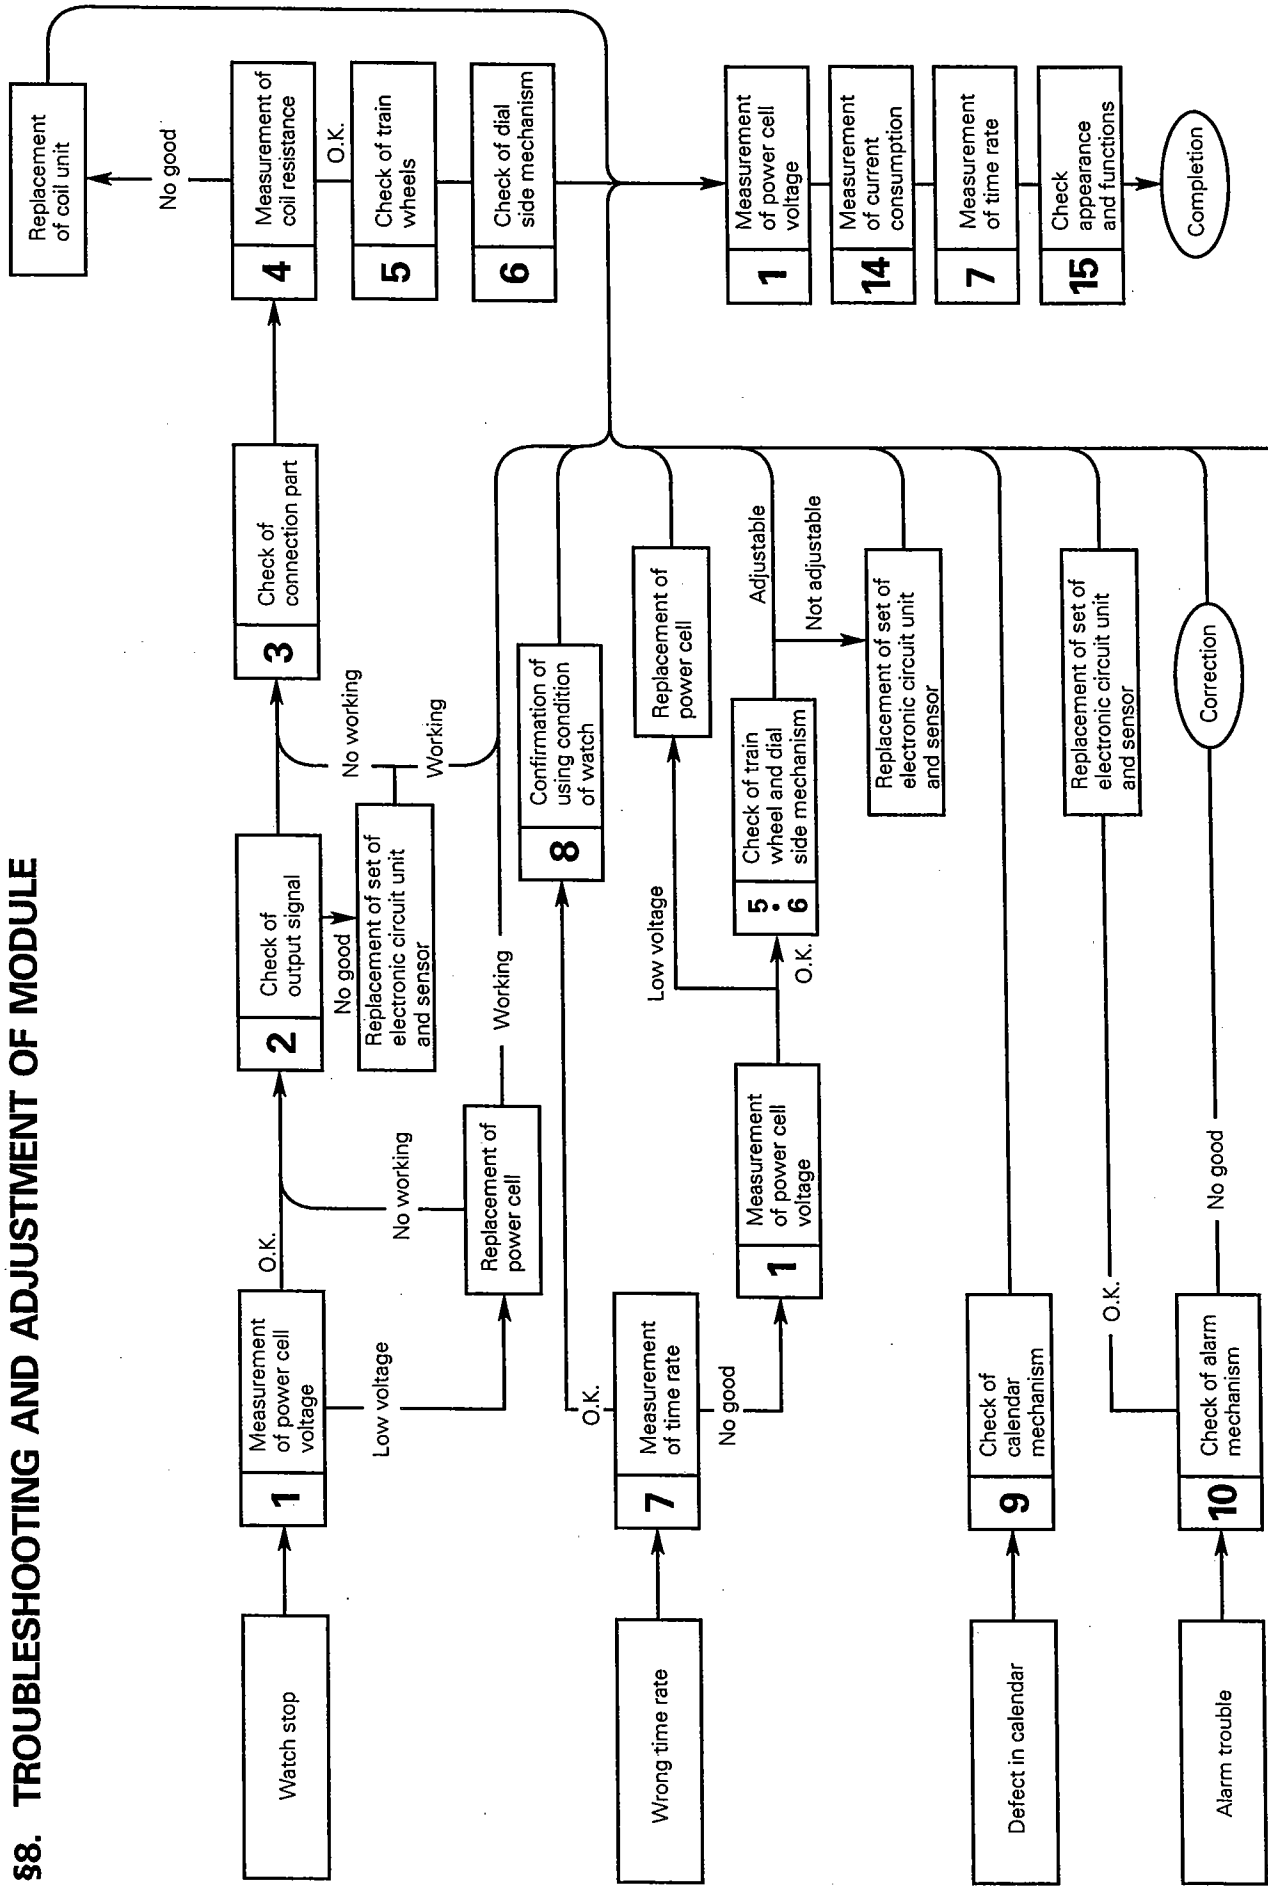 §8. TROUBLESHOOTING AND ADJUSTMENT OF MODULE
Watch stop
1
Measurement
of power cell
voltage
O.K.
Low voltage
Replacement of
power cell
No working
Working
2
Check of
output signal
No good
Replacement of set of
electronic circuit unit
and sensor
No working
Working
3
Check of
connection part
4
Measurement of
coil resistance
No good
Replacement
of coil unit
O.K.
5
Check of train
wheels
6
Check of dial
side mechanism
Wrong time rate
7
Measurement
of time rate
O.K.
No good
8
Confirmation of
using condition
of watch
1
Measurement
of power cell
voltage
Low voltage
O.K.
Replacement of
power cell
5
·
6
Check of train
wheel and dial
side mechanism
Adjustable
Not adjustable
Replacement of set of
electronic circuit unit
and sensor
1
Measurement
of power cell
voltage
14
Measurement
of current
consumption
7
Measurement
of time rate
15
Check
appearance
and functions
Completion
Defect in calendar
9
Check of
calendar
mechanism
Alarm trouble
10
Check of alarm
mechanism
O.K.
No good
Replacement of set of
electronic circuit unit
and sensor
Correction